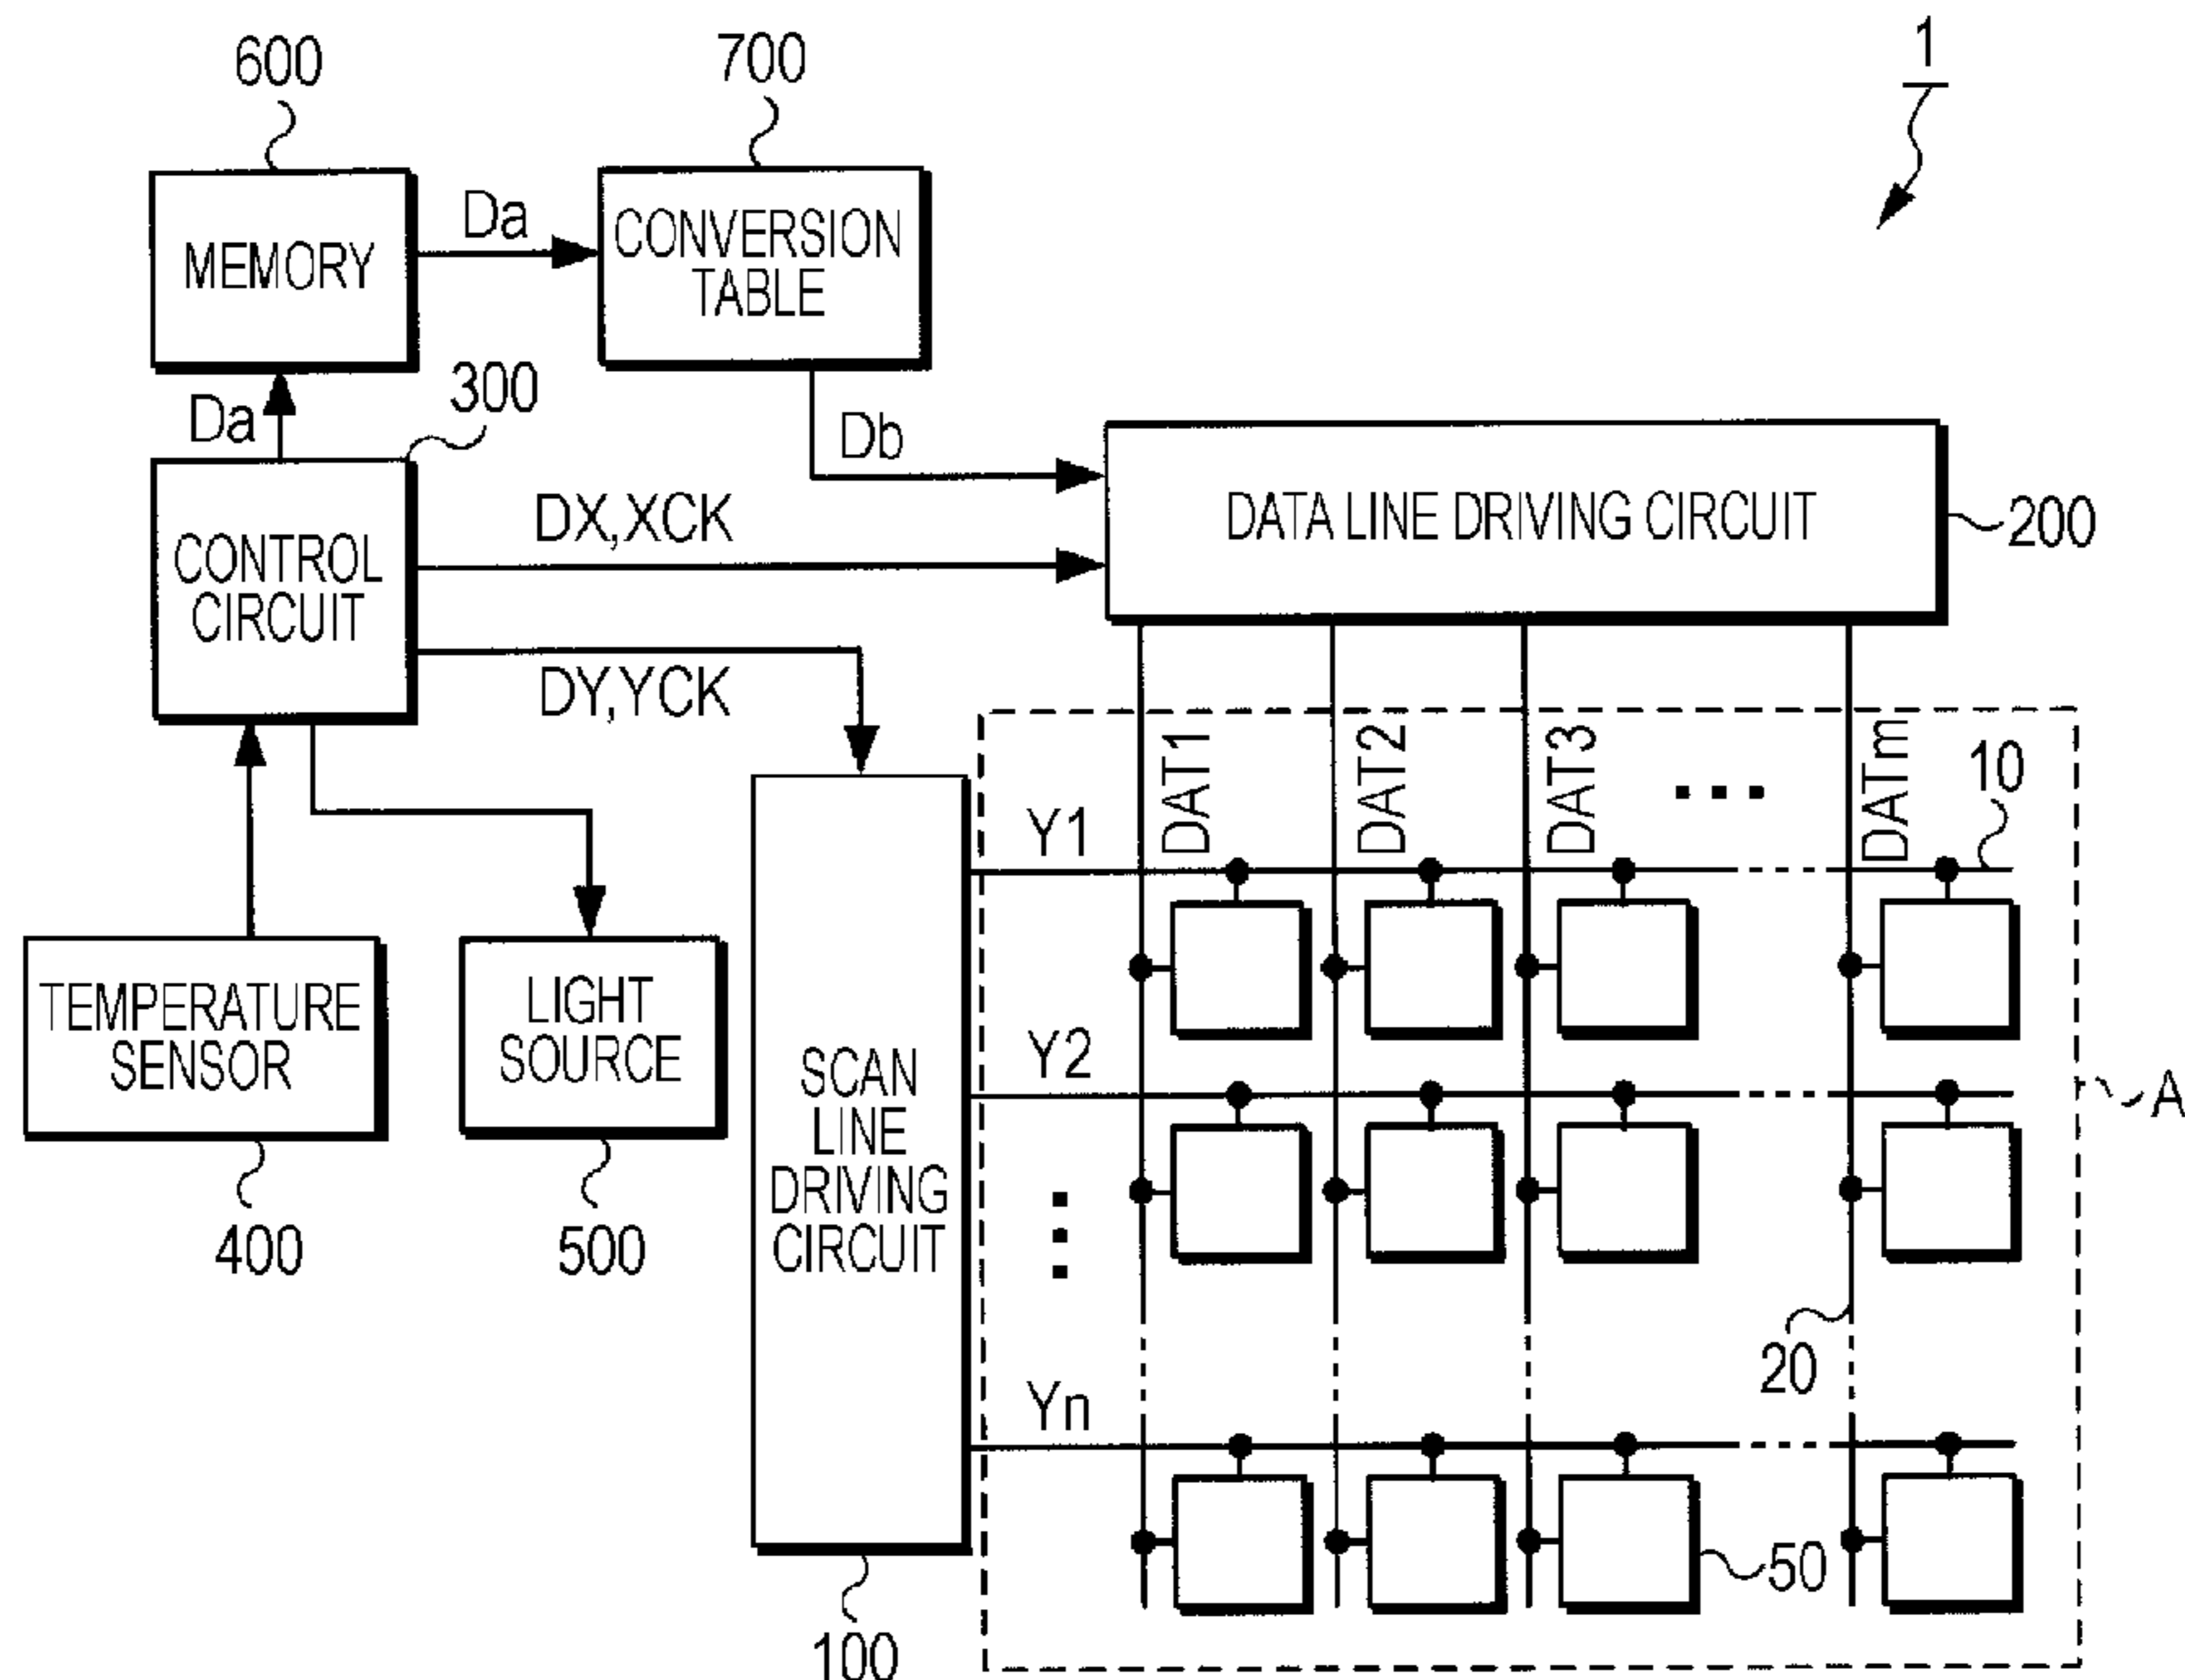 1
600
700
MEMORY
Da
CONVERSION
TABLE
Da
300
Db
CONTROL
CIRCUIT
DX,XCK
DATA LINE DRIVING CIRCUIT
200
DY,YCK
DAT1
DAT2
DAT3
...
DATm
10
Y1
TEMPERATURE
SENSOR
400
LIGHT
SOURCE
500
SCAN
LINE
DRIVING
CIRCUIT
100
Y2
A
20
Yn
50